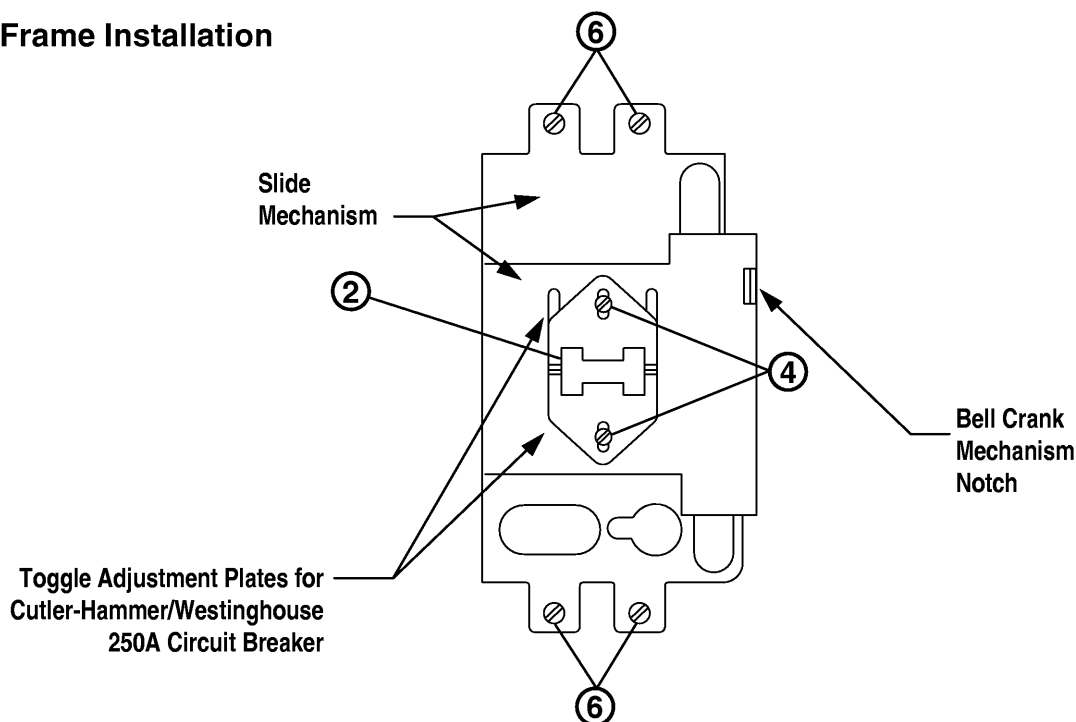 Frame Installation
6
Slide
Mechanism
2
4
Bell Crank
Mechanism
Notch
Toggle Adjustment Plates for
Cutler-Hammer/Westinghouse
250A Circuit Breaker
6